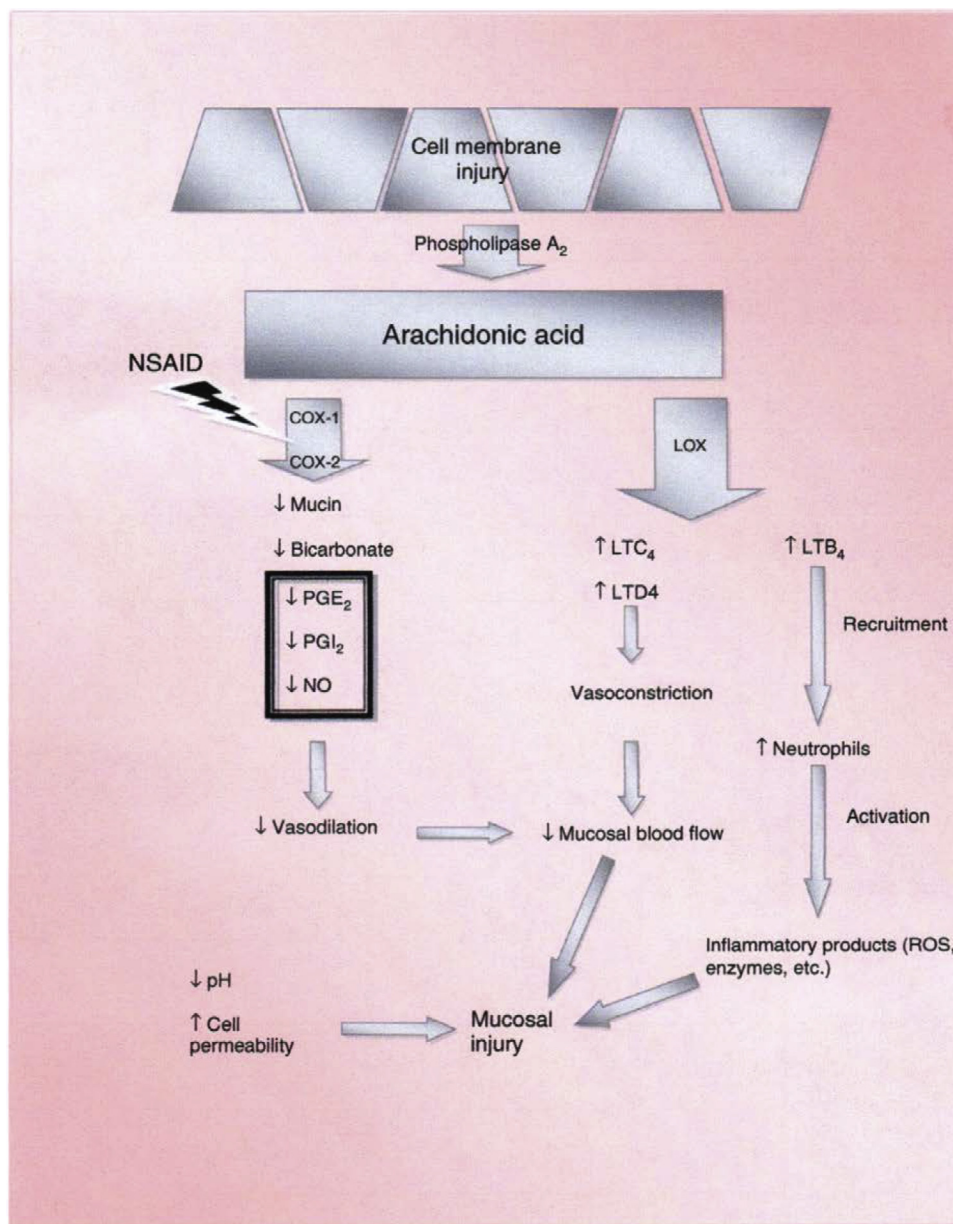 Cell membrane
injury
Phospholipase A₂
Arachidonic acid
NSAID
COX-1
COX-2
LOX
↓ Mucin
↓ Bicarbonate
↓ PGE₂
↓ PGI₂
↓ NO
↓ Vasodilation
↑ LTC₄
↑ LTD4
Vasoconstriction
↓ Mucosal blood flow
↑ LTB₄
Recruitment
↑ Neutrophils
Activation
Inflammatory products (ROS,
enzymes, etc.)
↓ pH
↑ Cell
permeability
Mucosal
injury